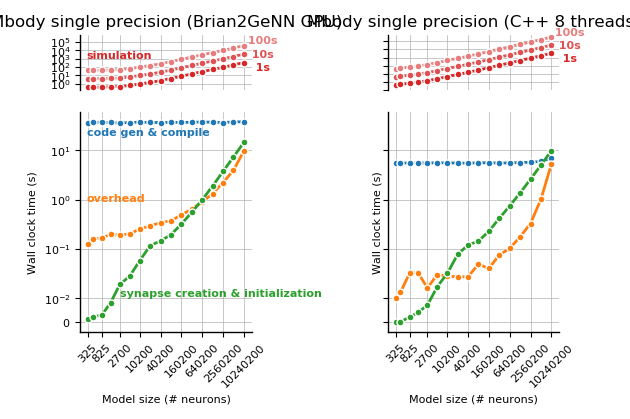 Mbody single precision (Brian2GeNN GPU)
Mbody single precision (C++ 8 threads
10⁵
10⁴
10³
10²
10¹
10⁰
simulation
100s
10s
1s
100s
10s
1s
code gen & compile
overhead
synapse creation & initialization
Wall clock time (s)
10¹
10⁰
10⁻¹
10⁻²
0
Wall clock time (s)
325
825
2700
10200
40200
160200
640200
2560200
10240200
Model size (# neurons)
325
825
2700
10200
40200
160200
640200
2560200
10240200
Model size (# neurons)